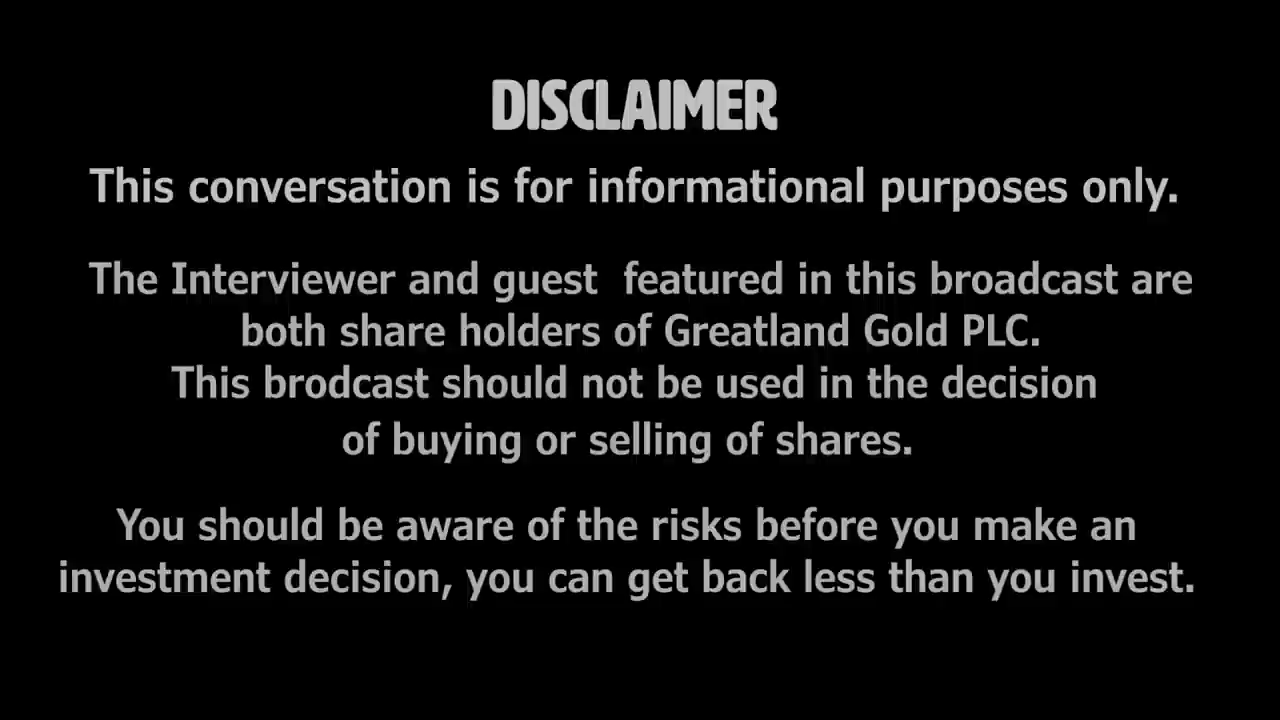 DISCLAIMER
This conversation is for informational purposes only.
The Interviewer and guest  featured in this broadcast are
both share holders of Greatland Gold PLC.
This brodcast should not be used in the decision
of buying or selling of shares.
You should be aware of the risks before you make an
investment decision, you can get back less than you invest.